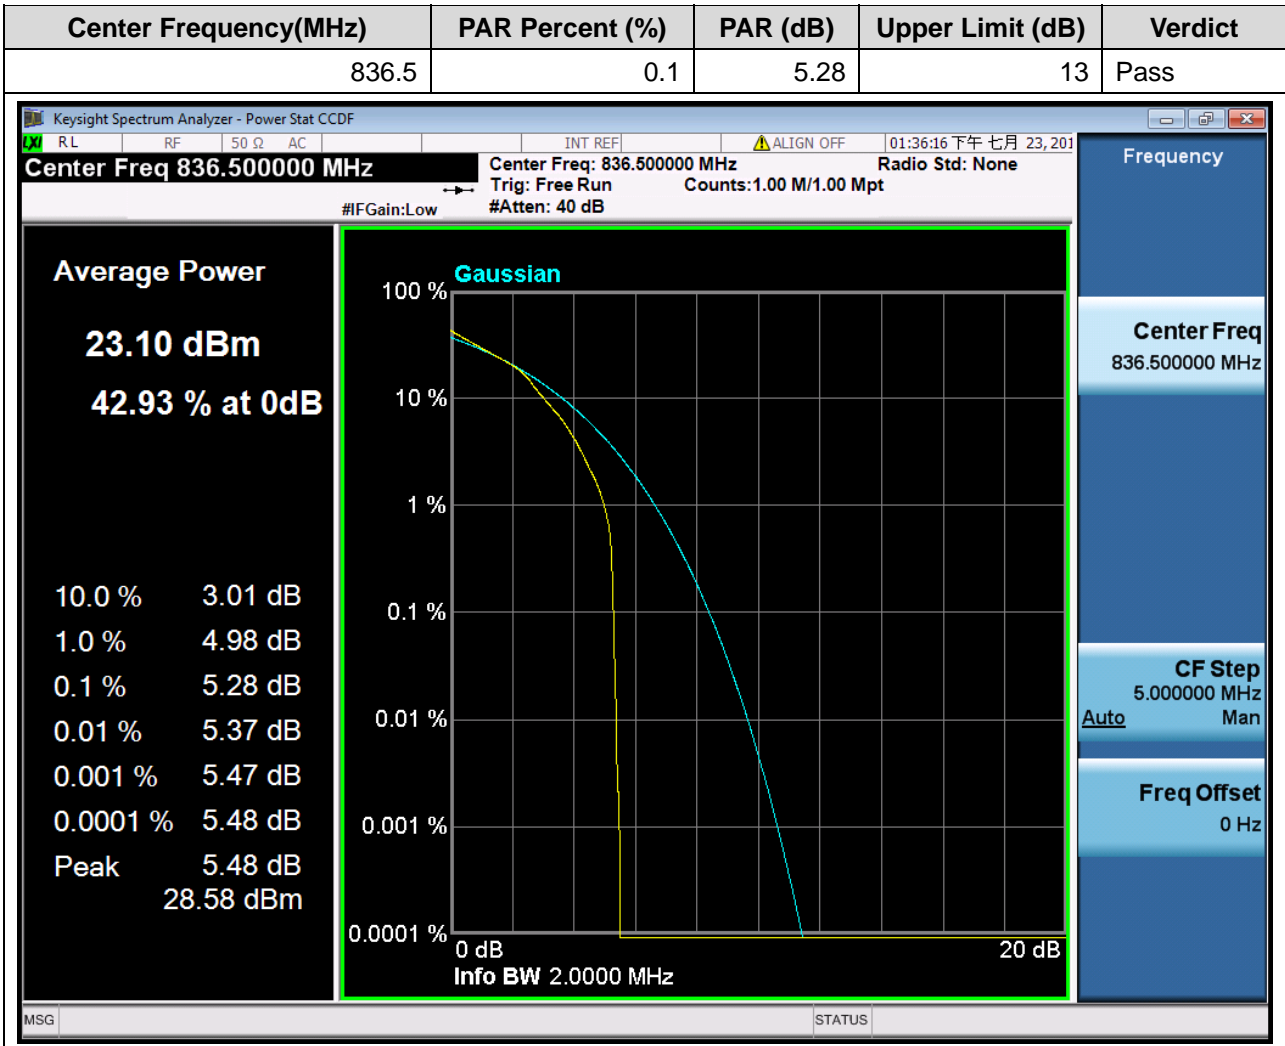 Center Frequency(MHz) PAR Percent (%) PAR (dB) Upper Limit (dB) Verdict
836.5 0.1 5.28 13 Pass
Keysight Spectrum Analyzer - Power Stat CCDF
LXI RL RF 50 Ω AC INT REF ALIGN OFF 01:36:16 下午 七月 23, 201
Center Freq 836.500000 MHz
Center Freq: 836.500000 MHz Radio Std: None
Trig: Free Run Counts:1.00 M/1.00 Mpt
#IFGain:Low #Atten: 40 dB
Average Power
23.10 dBm
42.93 % at 0dB
10.0 % 3.01 dB
1.0 % 4.98 dB
0.1 % 5.28 dB
0.01 % 5.37 dB
0.001 % 5.47 dB
0.0001 % 5.48 dB
Peak 5.48 dB
28.58 dBm
Gaussian
100 %
10 %
1 %
0.1 %
0.01 %
0.001 %
0.0001 %
0 dB 20 dB
Info BW 2.0000 MHz
Frequency
Center Freq
836.500000 MHz
CF Step
5.000000 MHz
Auto Man
Freq Offset
0 Hz
MSG STATUS